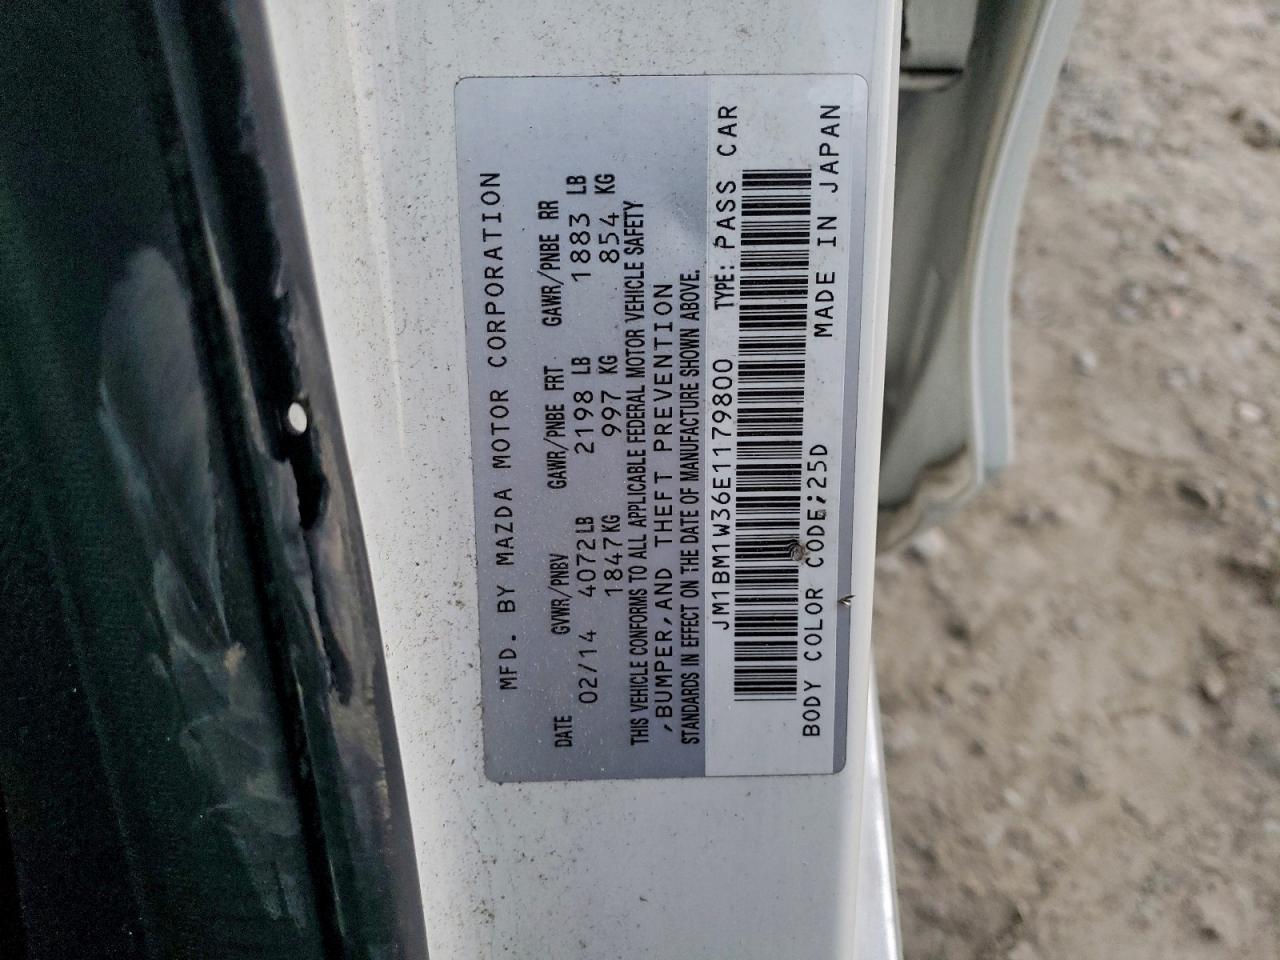 MFD. BY MAZDA MOTOR CORPORATION
DATE GVWR/PNBV GAWR/PNBE FRT GAWR/PNBE RR
02/14 4072LB 2198 LB 1883 LB
1847KG 997 KG 854 KG
THIS VEHICLE CONFORMS TO ALL APPLICABLE FEDERAL MOTOR VEHICLE SAFETY
,BUMPER,AND THEFT PREVENTION
STANDARDS IN EFFECT ON THE DATE OF MANUFACTURE SHOWN ABOVE.
JM1BM1W36E1179800 TYPE: PASS CAR
BODY COLOR CODE;25D MADE IN JAPAN